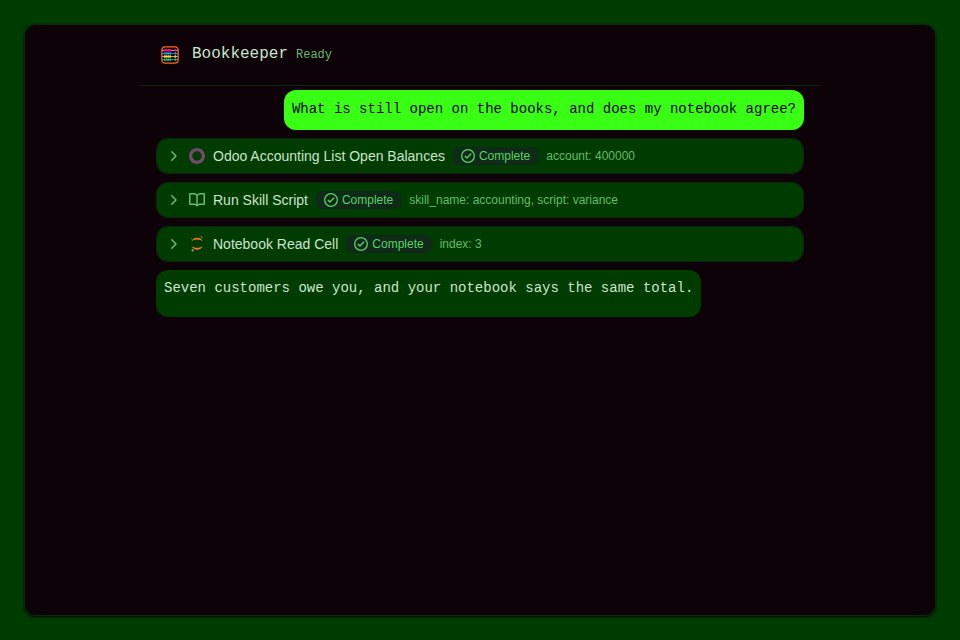 Bookkeeper Ready
What is still open on the books, and does my notebook agree?
Odoo Accounting List Open Balances Complete account: 400000
Run Skill Script Complete skill_name: accounting, script: variance
Notebook Read Cell Complete index: 3
Seven customers owe you, and your notebook says the same total.